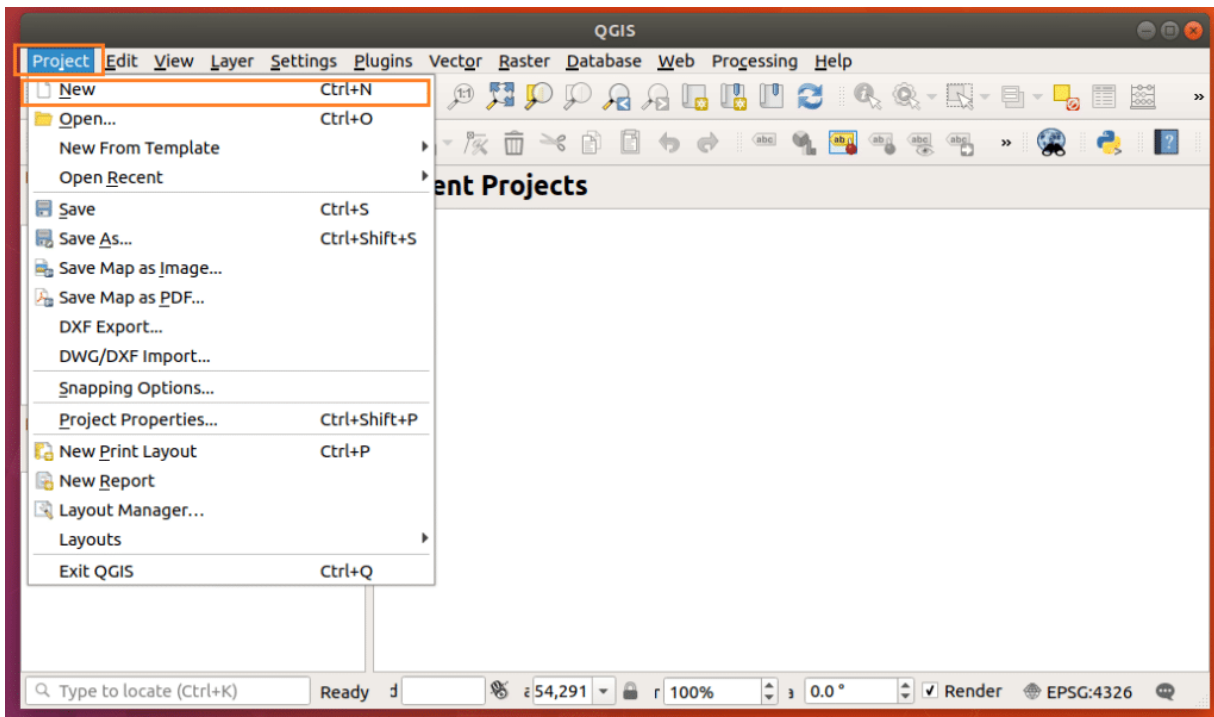 QGIS
Project Edit View Layer Settings Plugins Vector Raster Database Web Processing Help
New Ctrl+N
Open... Ctrl+O
New From Template
Open Recent
ent Projects
Save Ctrl+S
Save As... Ctrl+Shift+S
Save Map as Image...
Save Map as PDF...
DXF Export...
DWG/DXF Import...
Snapping Options...
Project Properties... Ctrl+Shift+P
New Print Layout Ctrl+P
New Report
Layout Manager...
Layouts
Exit QGIS Ctrl+Q
Type to locate (Ctrl+K) Ready 54,291 100% 0.0 ° Render EPSG:4326